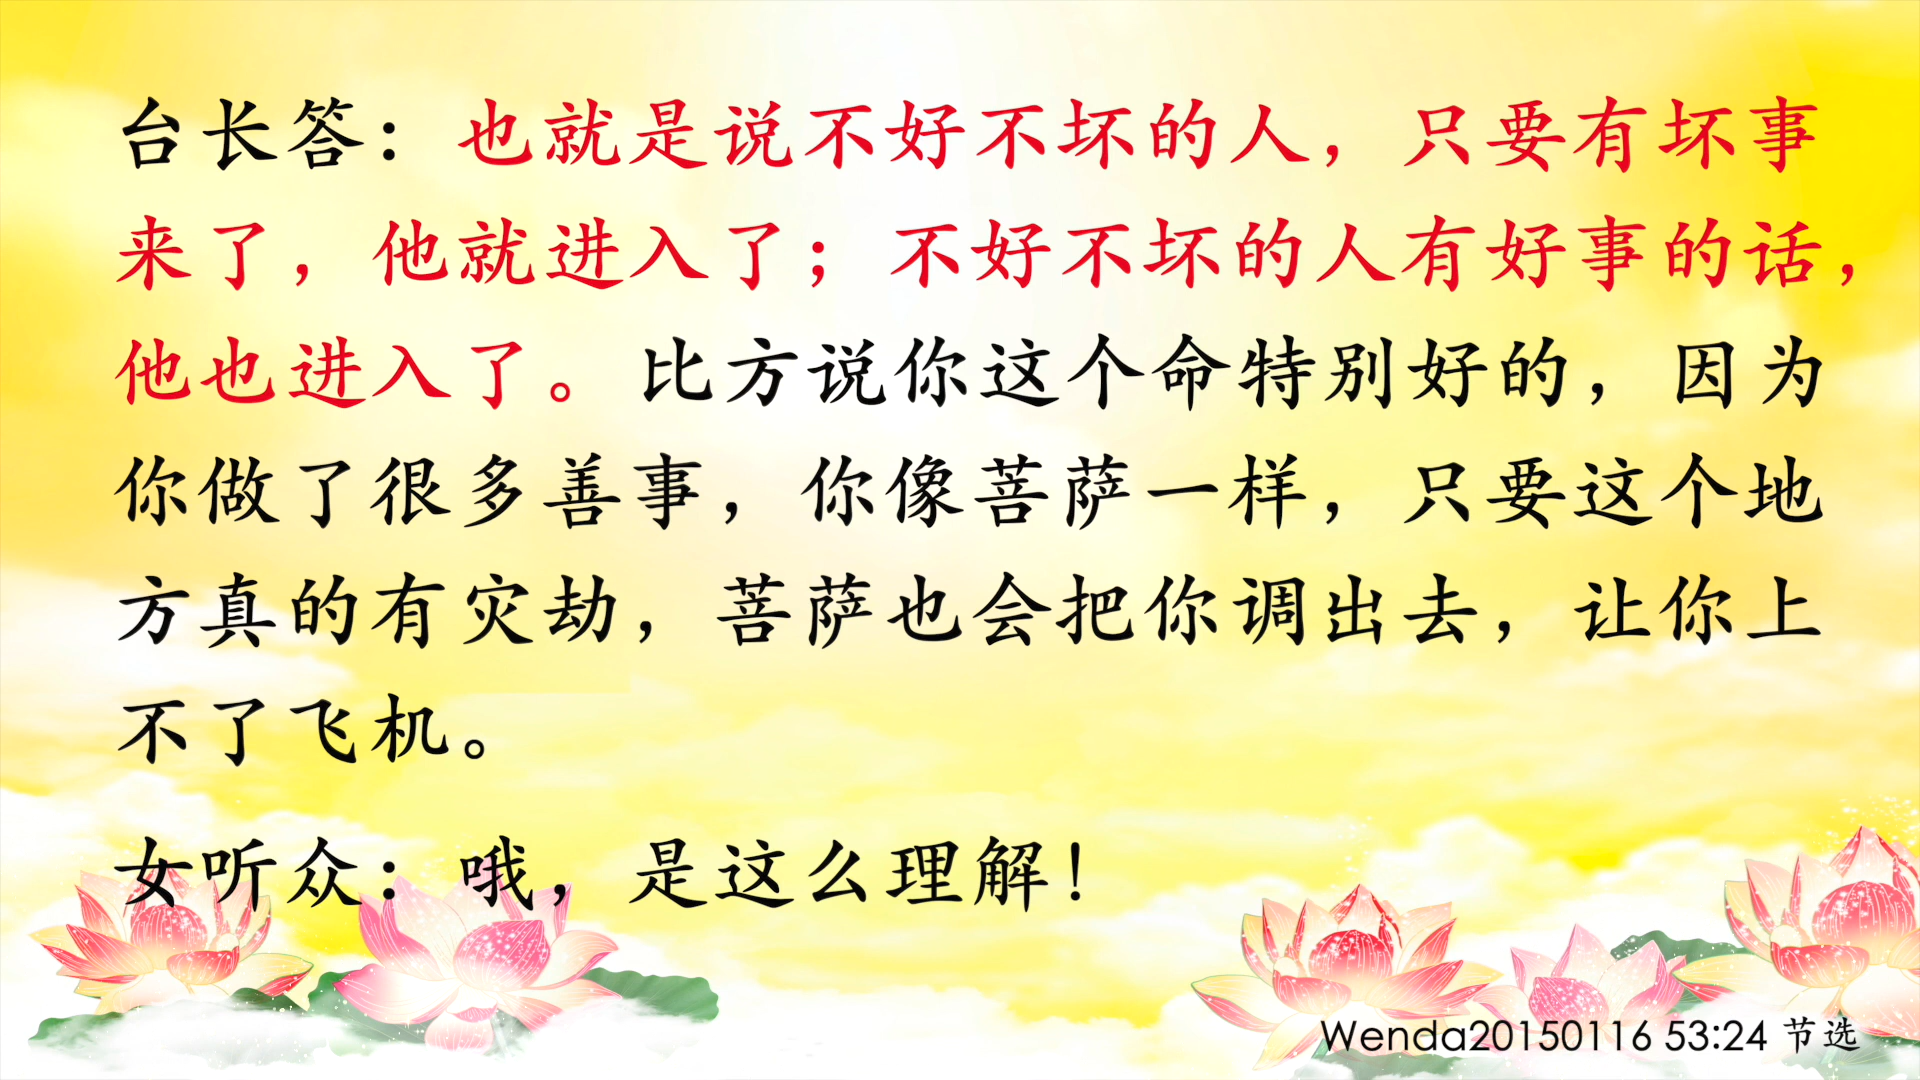 台长答：也就是说不好不坏的人，只要有坏事
来了，他就进入了；不好不坏的人有好事的话，
他也进入了。比方说你这个命特别好的，因为
你做了很多善事，你像菩萨一样，只要这个地
方真的有灾劫，菩萨也会把你调出去，让你上
不了飞机。
女听众：哦，是这么理解！
Wenda20150116 53:24 节选